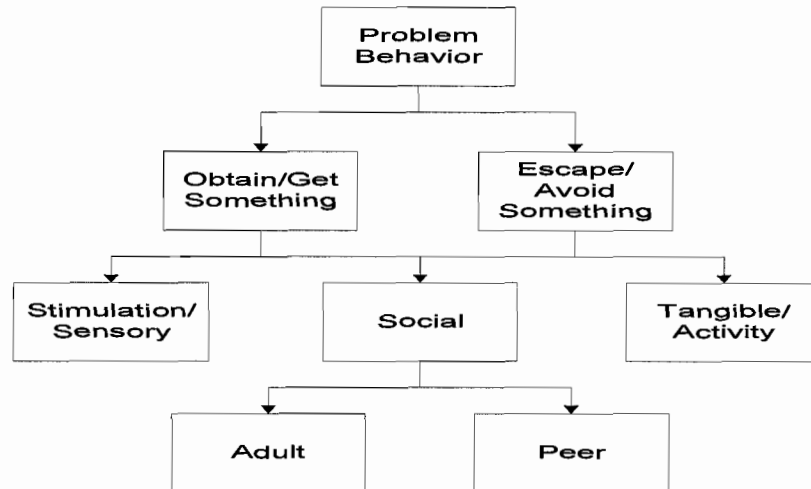 Problem
Behavior
Obtain/Get
Something
Escape/
Avoid
Something
Stimulation/
Sensory
Social
Tangible/
Activity
Adult
Peer